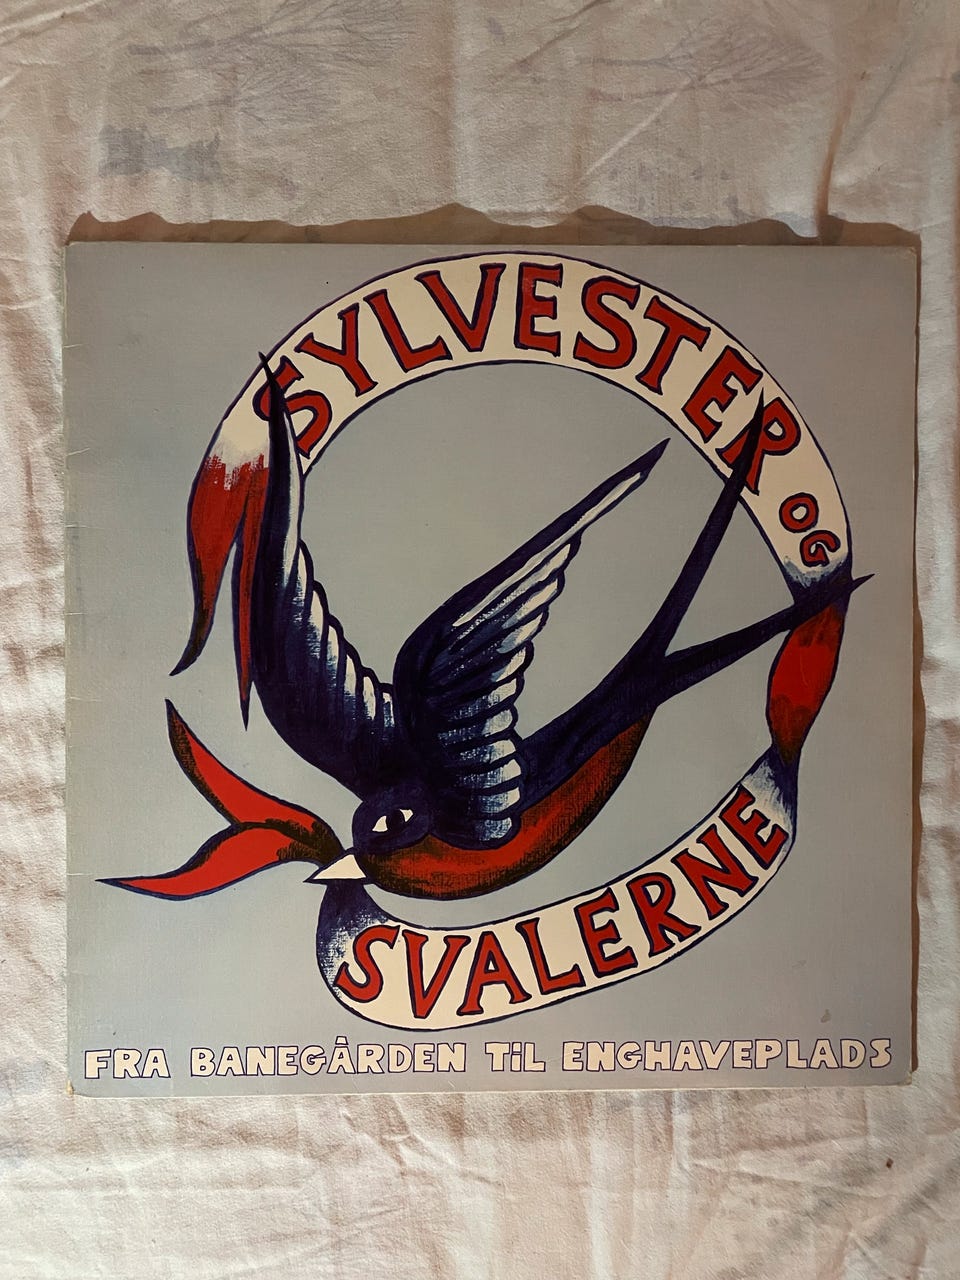 SYLVESTER OG
SVALERNE
FRA BANEGÅRDEN TiL ENGHAVEPLADS